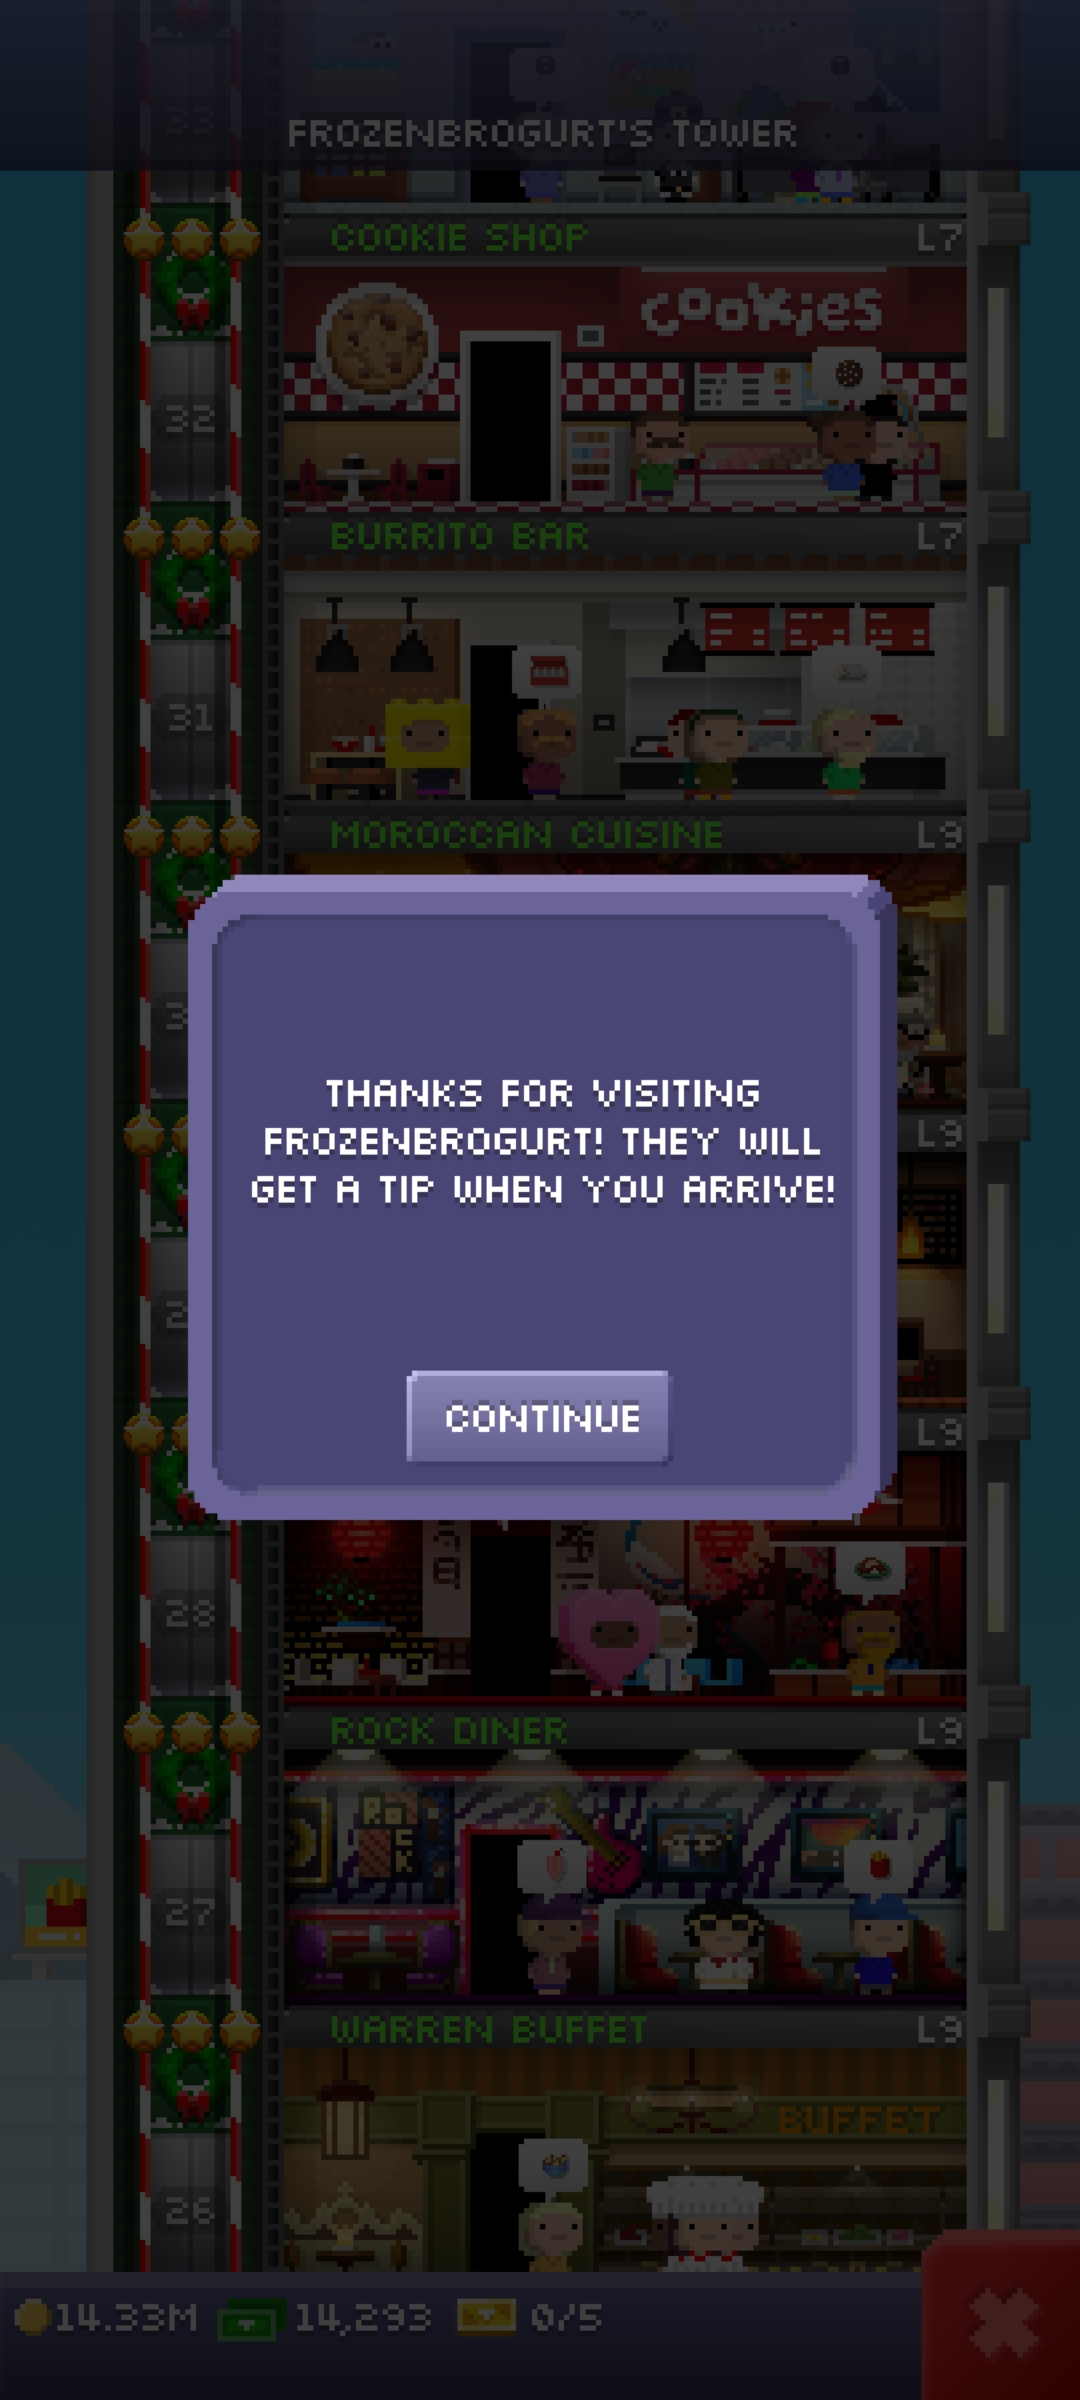 33
FROZENBROGURT'S TOWER
COOKIE SHOP L7
cookies
32
BURRITO BAR L7
31
MOROCCAN CUISINE L9
L9
THANKS FOR VISITING
FROZENBROGURT! THEY WILL
GET A TIP WHEN YOU ARRIVE!
CONTINUE
L9
28
ROCK DINER L9
ROCK
27
WARREN BUFFET L9
BUFFET
26
14.33M 14,293 0/5